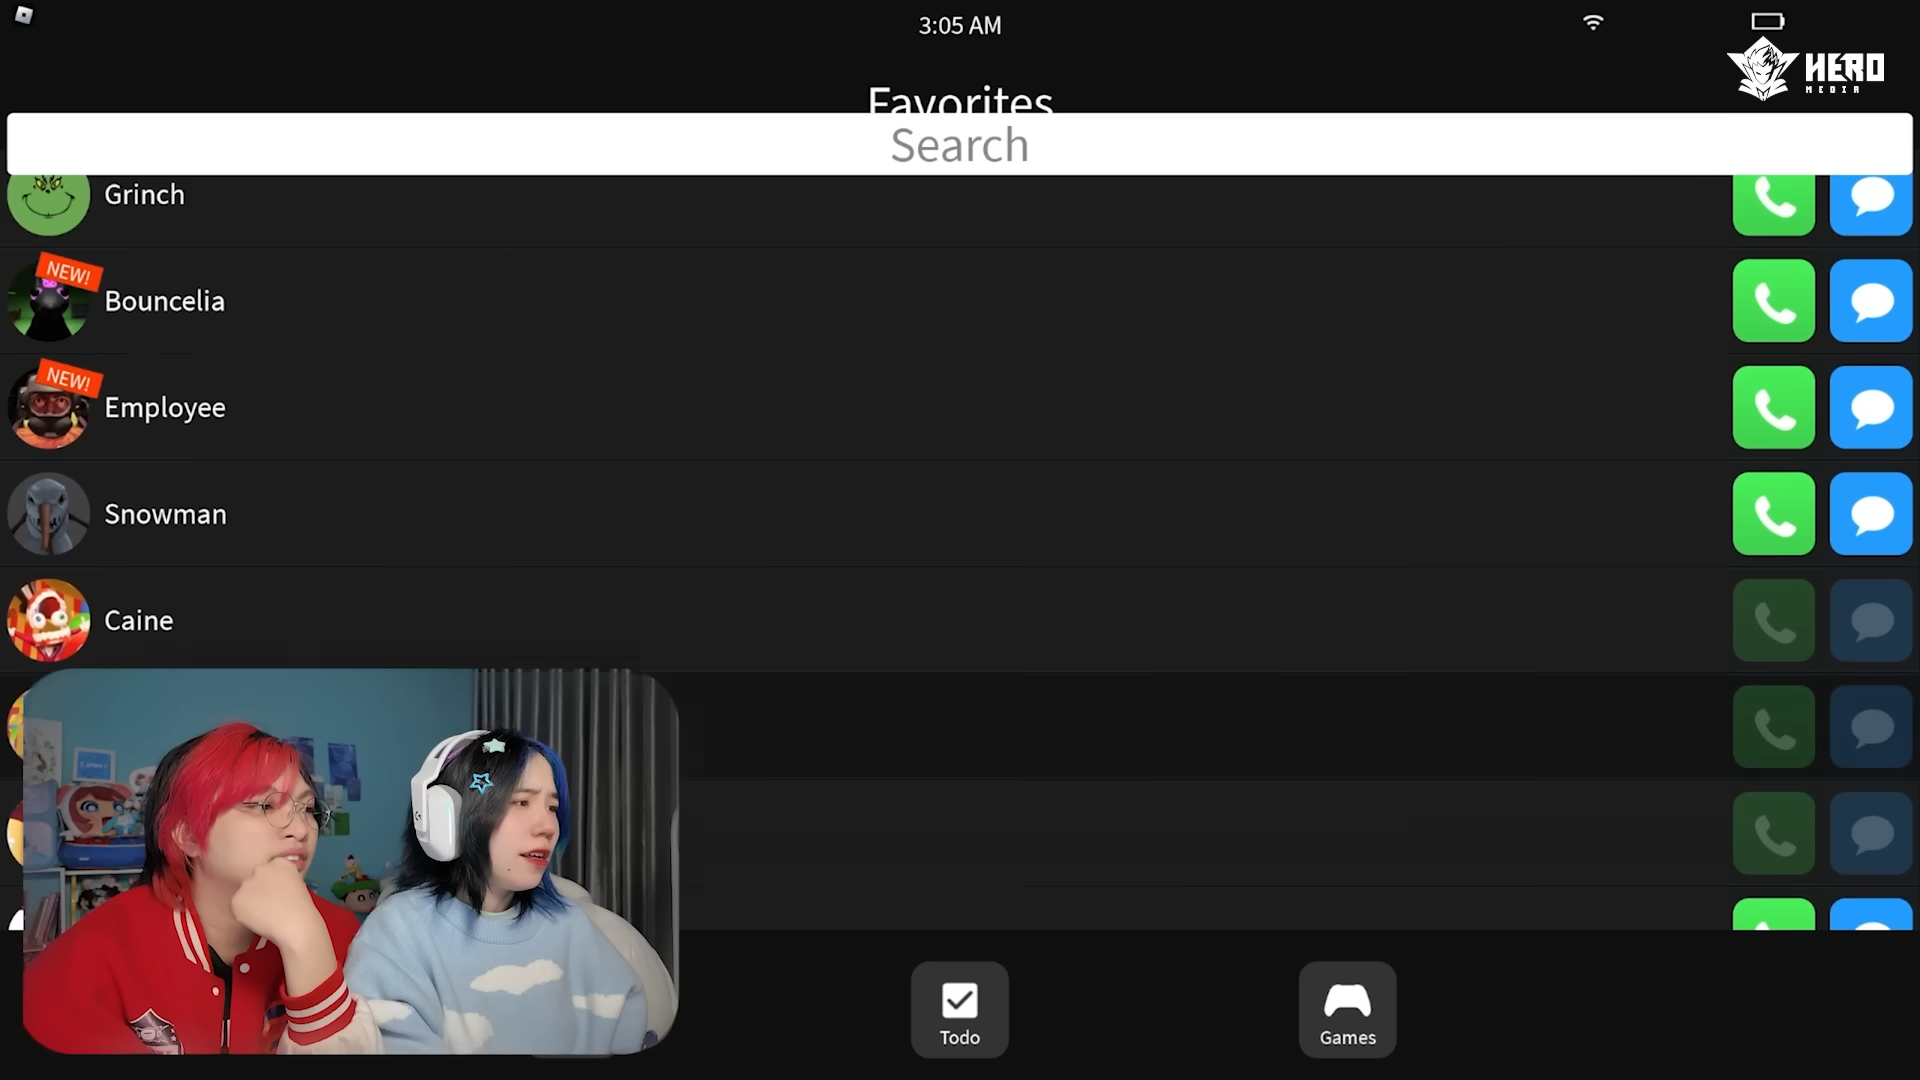 3:05 AM
HERO
MEDIA
Favorites
Search
Grinch
NEW!
Bouncelia
NEW!
Employee
Snowman
Caine
Todo
Games